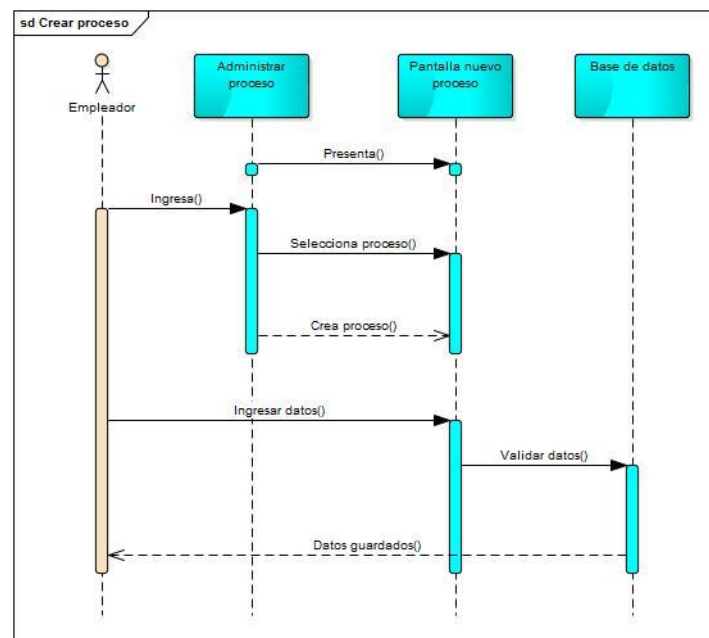 sd Crear proceso
Empleador
Administrar
proceso
Pantalla nuevo
proceso
Base de datos
Presenta()
Ingresa()
Selecciona proceso()
Crea proceso()
Ingresar datos()
Validar datos()
Datos guardados()